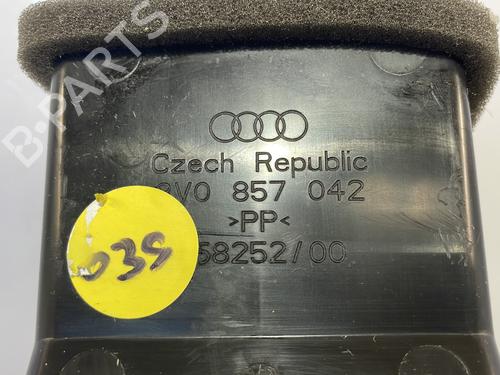 B-PARTS
Czech Republic
8V0 857 042
>PP<
58252/00
039